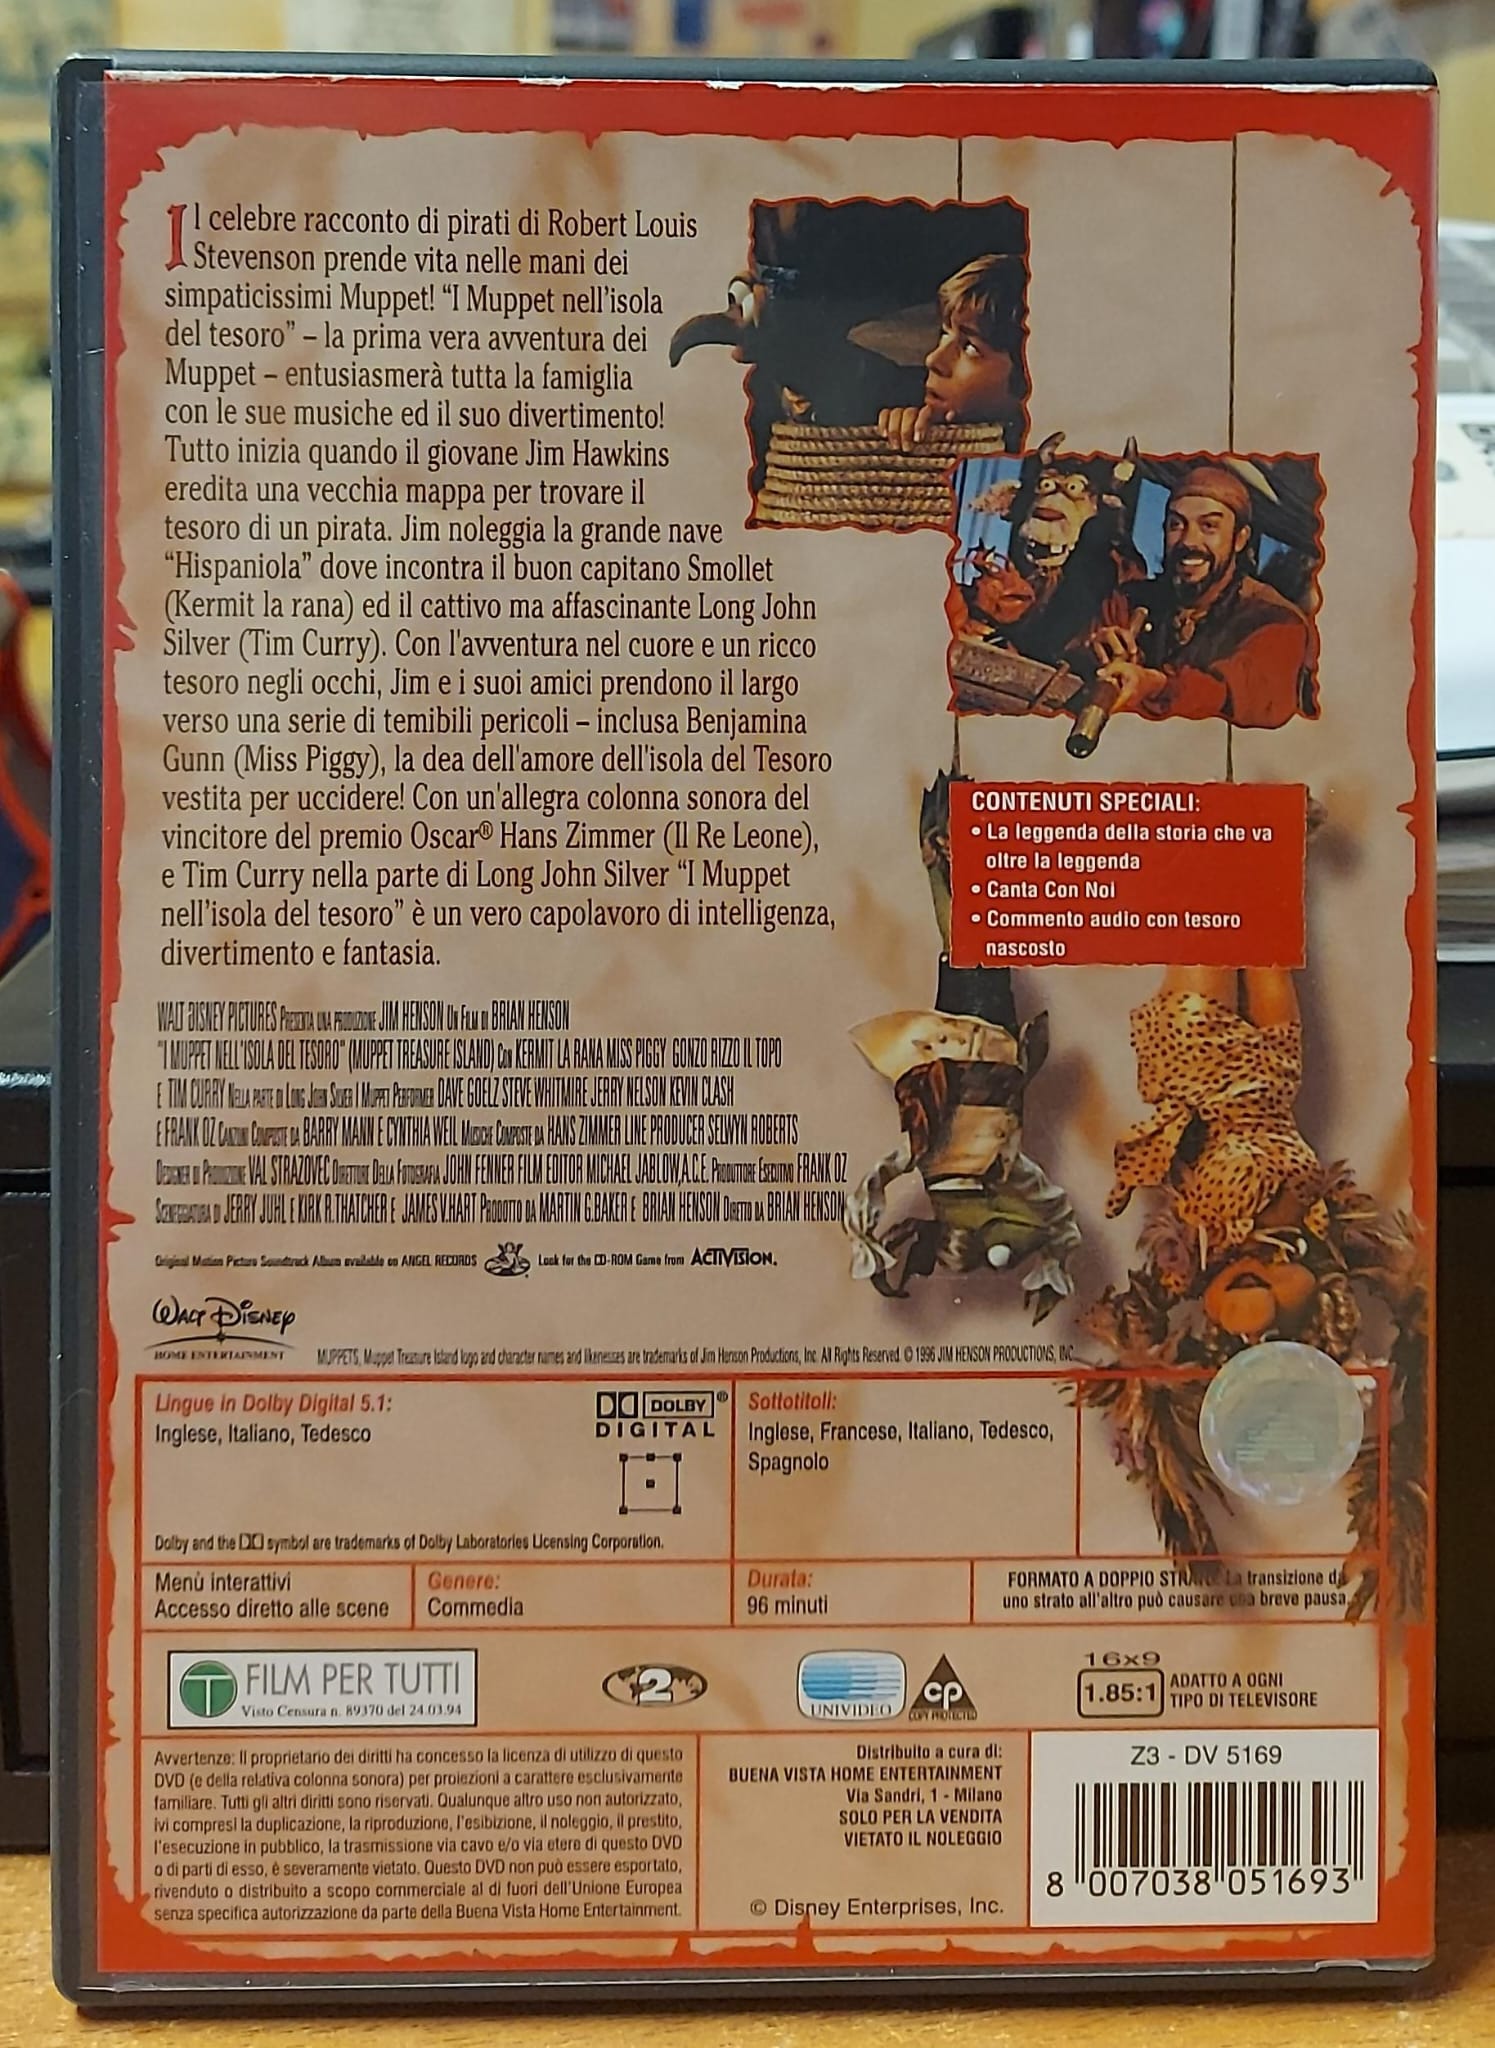 Il celebre racconto di pirati di Robert Louis
Stevenson prende vita nelle mani dei
simpaticissimi Muppet! “I Muppet nell’isola
del tesoro” – la prima vera avventura dei
Muppet – entusiasmerà tutta la famiglia
con le sue musiche ed il suo divertimento!
Tutto inizia quando il giovane Jim Hawkins
eredita una vecchia mappa per trovare il
tesoro di un pirata. Jim noleggia la grande nave
“Hispaniola” dove incontra il buon capitano Smollet
(Kermit la rana) ed il cattivo ma affascinante Long John
Silver (Tim Curry). Con l'avventura nel cuore e un ricco
tesoro negli occhi, Jim e i suoi amici prendono il largo
verso una serie di temibili pericoli – inclusa Benjamina
Gunn (Miss Piggy), la dea dell'amore dell'isola del Tesoro
vestita per uccidere! Con un'allegra colonna sonora del
vincitore del premio Oscar® Hans Zimmer (Il Re Leone),
e Tim Curry nella parte di Long John Silver “I Muppet
nell’isola del tesoro” è un vero capolavoro di intelligenza,
divertimento e fantasia.
CONTENUTI SPECIALI:
• La leggenda della storia che va
oltre la leggenda
• Canta Con Noi
• Commento audio con tesoro
nascosto
WALT DISNEY PICTURES PRESENTA UNA PRODUZIONE JIM HENSON UN FILM DI BRIAN HENSON
"I MUPPET NELL'ISOLA DEL TESORO" (MUPPET TREASURE ISLAND) CON KERMIT LA RANA MISS PIGGY GONZO RIZZO IL TOPO
E TIM CURRY NELLA PARTE DI LONG JOHN SILVER I MUPPET PERFORMER DAVE GOELZ STEVE WHITMIRE JERRY NELSON KEVIN CLASH
E FRANK OZ CANZONI COMPOSTE DA BARRY MANN E CYNTHIA WEIL MUSICHE COMPOSTE DA HANS ZIMMER LINE PRODUCER SELWYN ROBERTS
DESIGNER DI PRODUZIONE VAL STRAZOVEC DIRETTORE DELLA FOTOGRAFIA JOHN FENNER FILM EDITOR MICHAEL JABLOW,A.C.E. PRODUTTORE ESECUTIVO FRANK OZ
SCENEGGIATURA DI JERRY JUHL E KIRK R.THATCHER E JAMES V.HART PRODOTTO DA MARTIN G.BAKER E BRIAN HENSON DIRETTO DA BRIAN HENSON
Original Motion Picture Soundtrack Album available on ANGEL RECORDS Look for the CD-ROM Game from ACTIVISION.
WALT DISNEY
HOME ENTERTAINMENT
MUPPETS, Muppet Treasure Island logo and character names and likenesses are trademarks of Jim Henson Productions, Inc. All Rights Reserved. © 1996 JIM HENSON PRODUCTIONS, INC.
Lingue in Dolby Digital 5.1:
Inglese, Italiano, Tedesco
DOLBY®
DIGITAL
Dolby and the symbol are trademarks of Dolby Laboratories Licensing Corporation.
Sottotitoli:
Inglese, Francese, Italiano, Tedesco,
Spagnolo
Menù interattivi
Accesso diretto alle scene
Genere:
Commedia
Durata:
96 minuti
FORMATO A DOPPIO La transizione da
uno strato all'altro può causare una breve pausa.
T FILM PER TUTTI
Visto Censura n. 89370 del 24.03.94
2
UNIVIDEO
cp
COPY PROTECTED
16x9
1.85:1
ADATTO A OGNI
TIPO DI TELEVISORE
Avvertenze: Il proprietario dei diritti ha concesso la licenza di utilizzo di questo
DVD (e della relativa colonna sonora) per proiezioni a carattere esclusivamente
familiare. Tutti gli altri diritti sono riservati. Qualunque altro uso non autorizzato,
ivi compresi la duplicazione, la riproduzione, l'esibizione, il noleggio, il prestito,
l'esecuzione in pubblico, la trasmissione via cavo e/o via etere di questo DVD
o di parti di esso, è severamente vietato. Questo DVD non può essere esportato,
rivenduto o distribuito a scopo commerciale al di fuori dell'Unione Europea
senza specifica autorizzazione da parte della Buena Vista Home Entertainment.
Distribuito a cura di:
BUENA VISTA HOME ENTERTAINMENT
Via Sandri, 1 - Milano
SOLO PER LA VENDITA
VIETATO IL NOLEGGIO
© Disney Enterprises, Inc.
Z3 - DV 5169
8 007038 051693